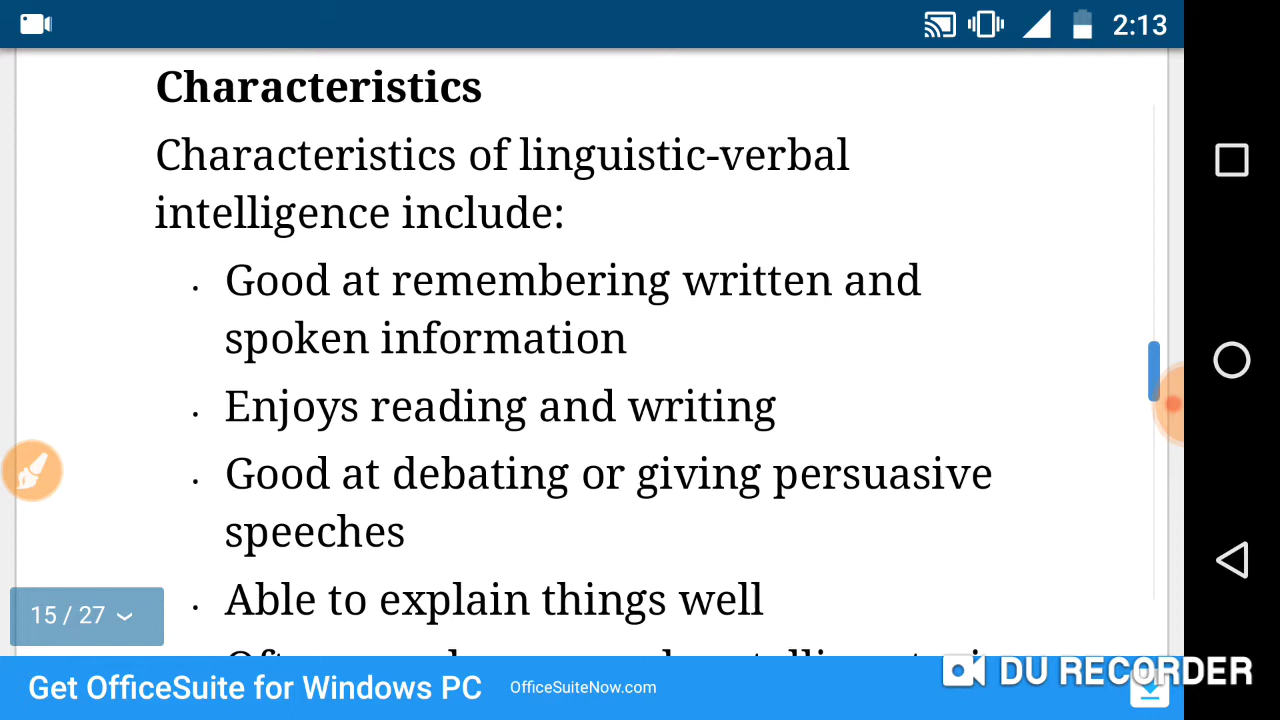 2:13
Characteristics
Characteristics of linguistic-verbal
intelligence include:
· Good at remembering written and
spoken information
· Enjoys reading and writing
· Good at debating or giving persuasive
speeches
· Able to explain things well
15 / 27
Get OfficeSuite for Windows PC OfficeSuiteNow.com
DU RECORDER